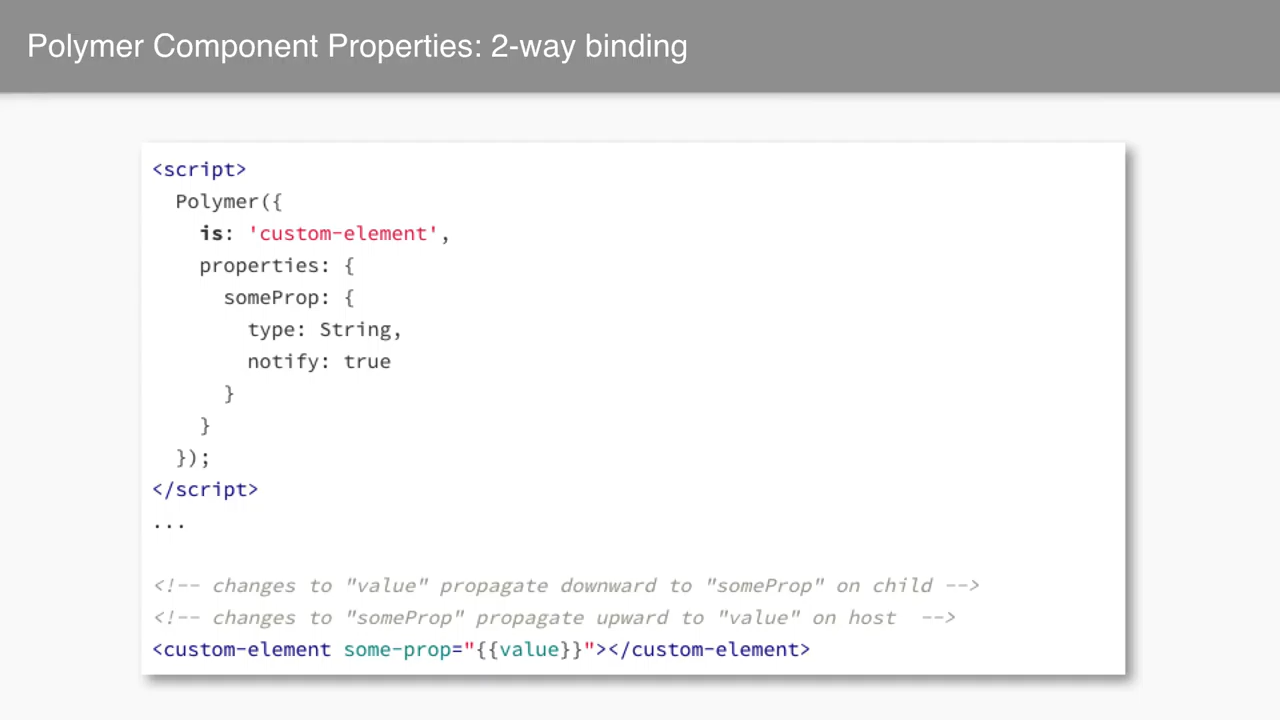 Polymer Component Properties: 2-way binding
<script>
  Polymer({
    is: 'custom-element',
    properties: {
      someProp: {
        type: String,
        notify: true
      }
    }
  });
</script>
...
<!-- changes to "value" propagate downward to "someProp" on child -->
<!-- changes to "someProp" propagate upward to "value" on host  -->
<custom-element some-prop="{{value}}"></custom-element>